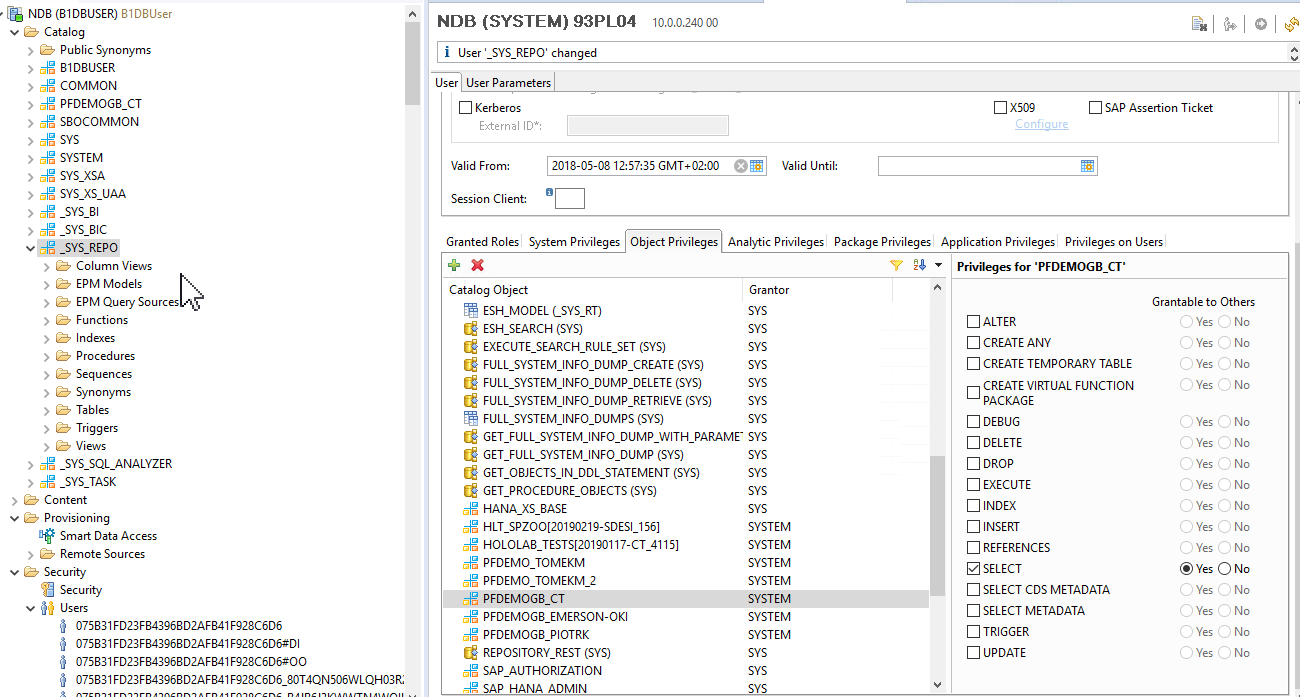 NDB (B1DBUSER) B1DBUser
Catalog
Public Synonyms
B1DBUSER
COMMON
PFDEMOGB_CT
SBOCOMMON
SYS
SYSTEM
SYS_XSA
SYS_XS_UAA
_SYS_BI
_SYS_BIC
_SYS_REPO
Column Views
EPM Models
EPM Query Sources
Functions
Indexes
Procedures
Sequences
Synonyms
Tables
Triggers
Views
_SYS_SQL_ANALYZER
_SYS_TASK
Content
Provisioning
Smart Data Access
Remote Sources
Security
Security
Users
075B31FD23FB4396BD2AFB41F928C6D6
075B31FD23FB4396BD2AFB41F928C6D6#DI
075B31FD23FB4396BD2AFB41F928C6D6#OO
075B31FD23FB4396BD2AFB41F928C6D6_80T4QN506WLQH03R2
NDB (SYSTEM) 93PL04 10.0.0.240 00
User '_SYS_REPO' changed
User User Parameters
Kerberos X509 SAP Assertion Ticket
External ID*: Configure
Valid From: 2018-05-08 12:57:35 GMT+02:00 Valid Until:
Session Client:
Granted Roles System Privileges Object Privileges Analytic Privileges Package Privileges Application Privileges Privileges on Users
Catalog Object Grantor
ESH_MODEL (_SYS_RT) SYS
ESH_SEARCH (SYS) SYS
EXECUTE_SEARCH_RULE_SET (SYS) SYS
FULL_SYSTEM_INFO_DUMP_CREATE (SYS) SYS
FULL_SYSTEM_INFO_DUMP_DELETE (SYS) SYS
FULL_SYSTEM_INFO_DUMP_RETRIEVE (SYS) SYS
FULL_SYSTEM_INFO_DUMPS (SYS) SYS
GET_FULL_SYSTEM_INFO_DUMP_WITH_PARAMET SYS
GET_FULL_SYSTEM_INFO_DUMP (SYS) SYS
GET_OBJECTS_IN_DDL_STATEMENT (SYS) SYS
GET_PROCEDURE_OBJECTS (SYS) SYS
HANA_XS_BASE SYS
HLT_SPZOO[20190219-SDESI_156] SYSTEM
HOLOLAB_TESTS[20190117-CT_4115] SYSTEM
PFDEMO_TOMEKM SYSTEM
PFDEMO_TOMEKM_2 SYSTEM
PFDEMOGB_CT SYSTEM
PFDEMOGB_EMERSON-OKI SYSTEM
PFDEMOGB_PIOTRK SYSTEM
REPOSITORY_REST (SYS) SYS
SAP_AUTHORIZATION SYS
SAP_HANA_ADMIN SYS
Privileges for 'PFDEMOGB_CT'
Grantable to Others
ALTER Yes No
CREATE ANY Yes No
CREATE TEMPORARY TABLE Yes No
CREATE VIRTUAL FUNCTION Yes No
PACKAGE
DEBUG Yes No
DELETE Yes No
DROP Yes No
EXECUTE Yes No
INDEX Yes No
INSERT Yes No
REFERENCES Yes No
SELECT Yes No
SELECT CDS METADATA Yes No
SELECT METADATA Yes No
TRIGGER Yes No
UPDATE Yes No